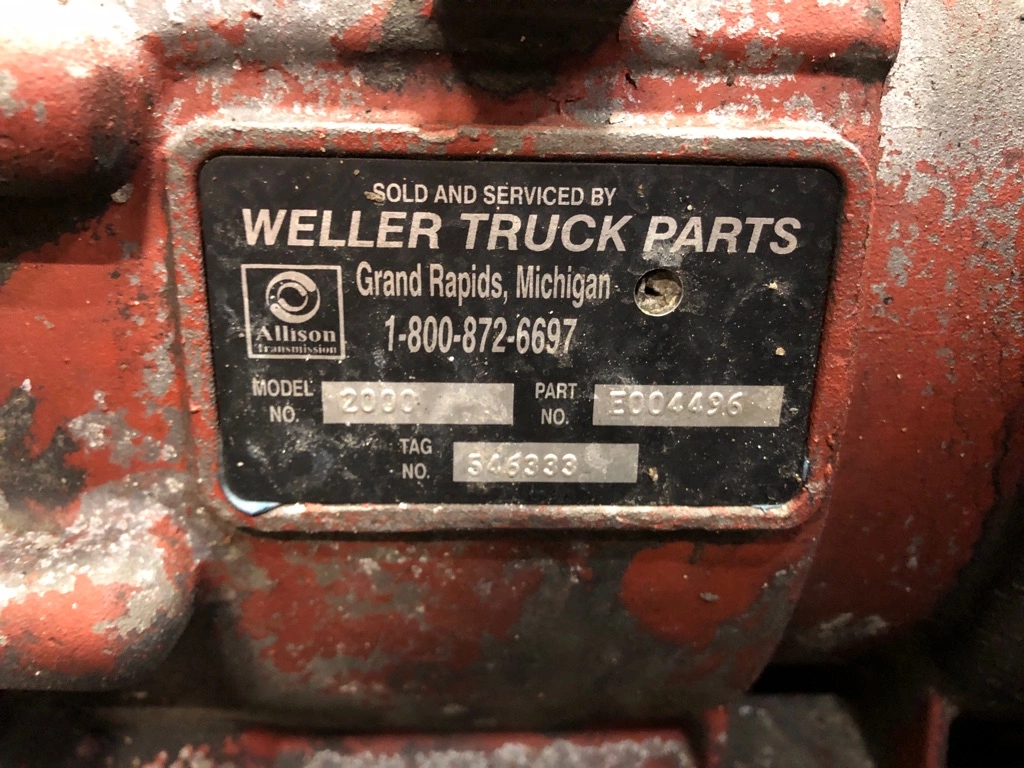 SOLD AND SERVICED BY
WELLER TRUCK PARTS
Grand Rapids, Michigan
1-800-872-6697
Allison
Transmission
MODEL NO. 2000 PART NO. E004496
TAG NO. 546333